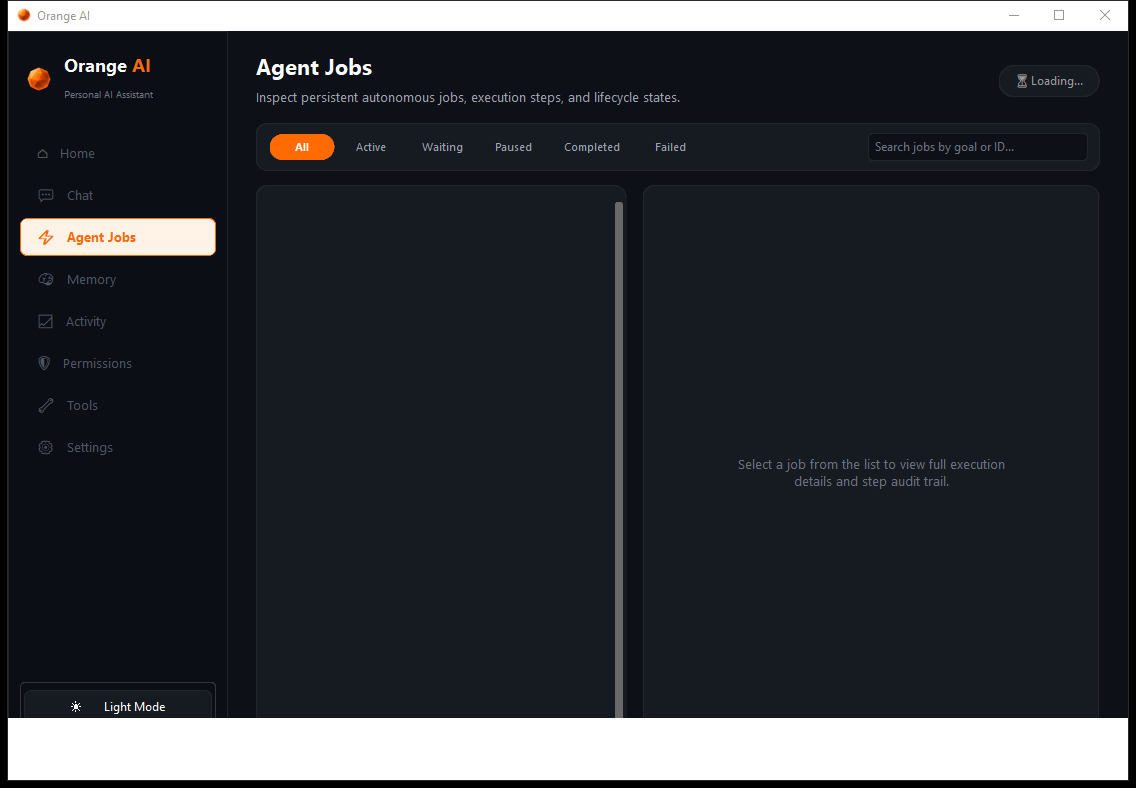 Orange AI
Orange AI
Personal AI Assistant
Home
Chat
Agent Jobs
Memory
Activity
Permissions
Tools
Settings
Light Mode
Agent Jobs
Inspect persistent autonomous jobs, execution steps, and lifecycle states.
Loading...
All
Active
Waiting
Paused
Completed
Failed
Search jobs by goal or ID...
Select a job from the list to view full execution
details and step audit trail.